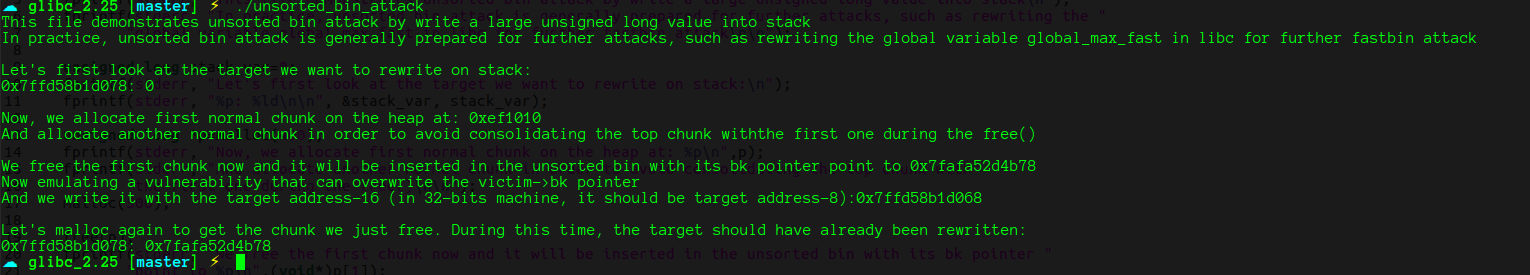 ☁ glibc_2.25 [master] ⚡ ./unsorted_bin_attack
This file demonstrates unsorted bin attack by write a large unsigned long value into stack
In practice, unsorted bin attack is generally prepared for further attacks, such as rewriting the global variable global_max_fast in libc for further fastbin attack
Let's first look at the target we want to rewrite on stack:
0x7ffd58b1d078: 0
Now, we allocate first normal chunk on the heap at: 0xef1010
And allocate another normal chunk in order to avoid consolidating the top chunk withthe first one during the free()
We free the first chunk now and it will be inserted in the unsorted bin with its bk pointer point to 0x7fafa52d4b78
Now emulating a vulnerability that can overwrite the victim->bk pointer
And we write it with the target address-16 (in 32-bits machine, it should be target address-8):0x7ffd58b1d068
Let's malloc again to get the chunk we just free. During this time, the target should have already been rewritten:
0x7ffd58b1d078: 0x7fafa52d4b78
☁ glibc_2.25 [master] ⚡